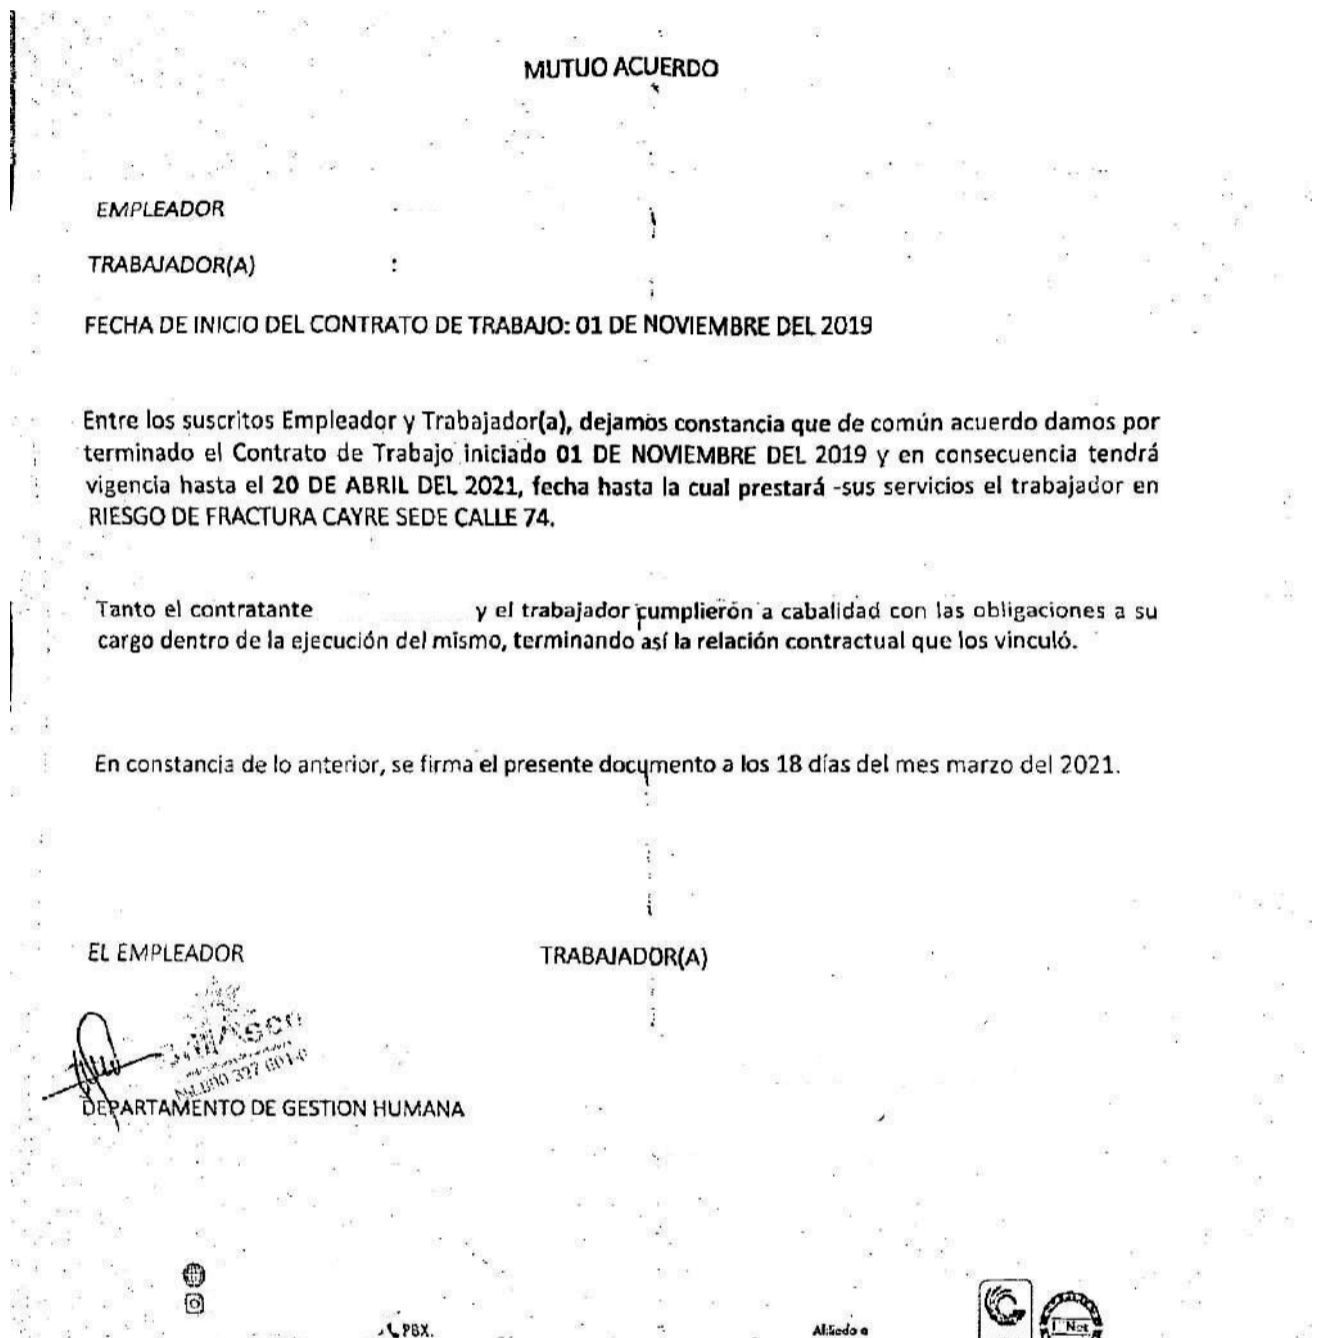 MUTUO ACUERDO
EMPLEADOR
TRABAJADOR(A) :
FECHA DE INICIO DEL CONTRATO DE TRABAJO: 01 DE NOVIEMBRE DEL 2019
Entre los suscritos Empleador y Trabajador(a), dejamos constancia que de común acuerdo damos por
terminado el Contrato de Trabajo iniciado 01 DE NOVIEMBRE DEL 2019 y en consecuencia tendrá
vigencia hasta el 20 DE ABRIL DEL 2021, fecha hasta la cual prestará -sus servicios el trabajador en
RIESGO DE FRACTURA CAYRE SEDE CALLE 74.
Tanto el contratante y el trabajador cumplierón a cabalidad con las obligaciones a su
cargo dentro de la ejecución del mismo, terminando así la relación contractual que los vinculó.
En constancia de lo anterior, se firma el presente documento a los 18 días del mes marzo del 2021.
EL EMPLEADOR TRABAJADOR(A)
DEPARTAMENTO DE GESTION HUMANA
PBX.
Afiliado a